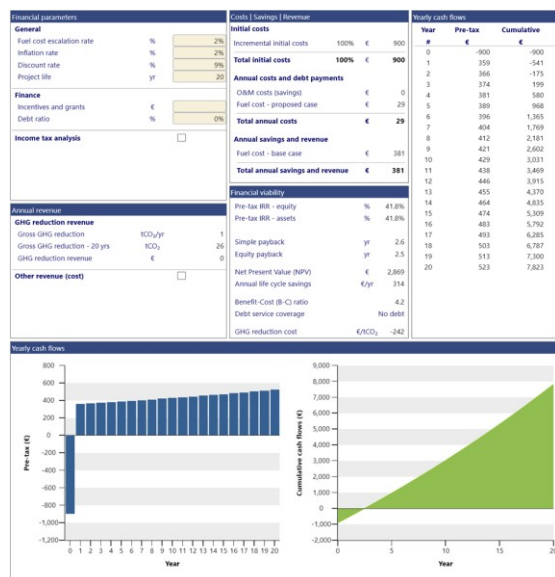 Financial parameters
General
Fuel cost escalation rate % 2%
Inflation rate % 2%
Discount rate % 9%
Project life yr 20
Finance
Incentives and grants €
Debt ratio % 0%
Income tax analysis
Annual revenue
GHG reduction revenue
Gross GHG reduction tCO₂/yr 1
Gross GHG reduction - 20 yrs tCO₂ 26
GHG reduction revenue € 0
Other revenue (cost)
Costs | Savings | Revenue
Initial costs
Incremental initial costs 100% € 900
Total initial costs 100% € 900
Annual costs and debt payments
O&M costs (savings) € 0
Fuel cost - proposed case € 29
Total annual costs € 29
Annual savings and revenue
Fuel cost - base case € 381
Total annual savings and revenue € 381
Financial viability
Pre-tax IRR - equity % 41.8%
Pre-tax IRR - assets % 41.8%
Simple payback yr 2.6
Equity payback yr 2.5
Net Present Value (NPV) € 2,869
Annual life cycle savings €/yr 314
Benefit-Cost (B-C) ratio 4.2
Debt service coverage No debt
GHG reduction cost €/tCO₂ -242
Yearly cash flows
Year Pre-tax Cumulative
# € €
0 -900 -900
1 359 -541
2 366 -175
3 374 199
4 381 580
5 389 968
6 396 1,365
7 404 1,769
8 412 2,181
9 421 2,602
10 429 3,031
11 438 3,469
12 446 3,915
13 455 4,370
14 464 4,835
15 474 5,309
16 483 5,792
17 493 6,285
18 503 6,787
19 513 7,300
20 523 7,823
Yearly cash flows
Pre-tax (€)
800
600
400
200
0
-200
-400
-600
-800
-1,000
-1,200
0 1 2 3 4 5 6 7 8 9 10 11 12 13 14 15 16 17 18 19 20
Year
Cumulative cash flows (€)
9,000
8,000
7,000
6,000
5,000
4,000
3,000
2,000
1,000
0
-1,000
-2,000
0 5 10 15 20
Year